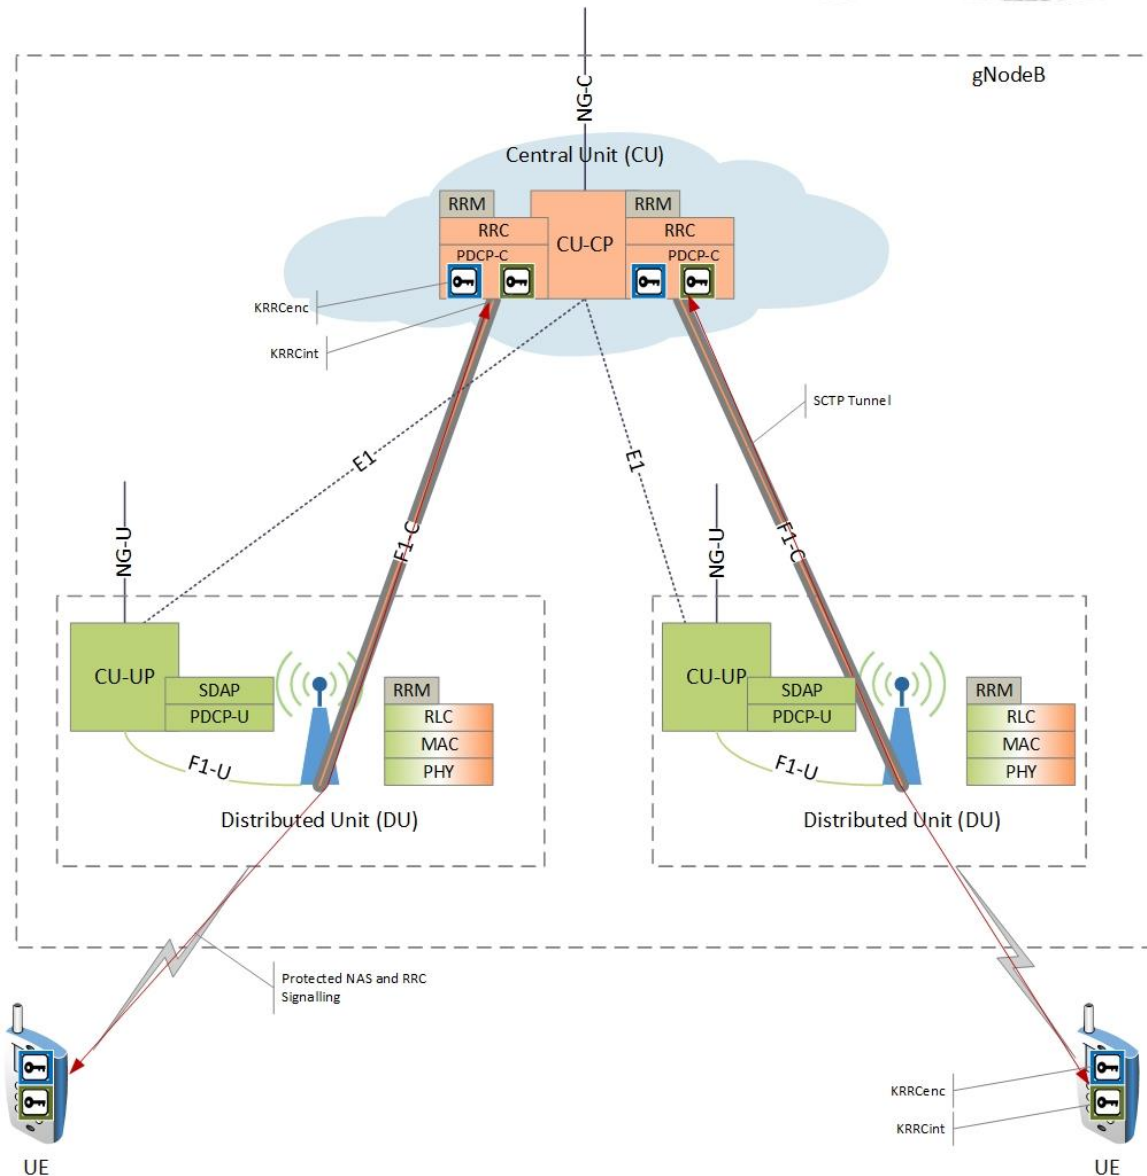 gNodeB
NG-C
Central Unit (CU)
RRM
RRM
RRC
CU-CP
RRC
PDCP-C
PDCP-C
KRRCenc
KRRCint
SCTP Tunnel
E1
E1
NG-U
F1-C
F1-C
NG-U
CU-UP
SDAP
PDCP-U
RRM
RLC
MAC
PHY
F1-U
Distributed Unit (DU)
CU-UP
SDAP
PDCP-U
RRM
RLC
MAC
PHY
F1-U
Distributed Unit (DU)
Protected NAS and RRC
Signalling
KRRCenc
KRRCint
UE
UE